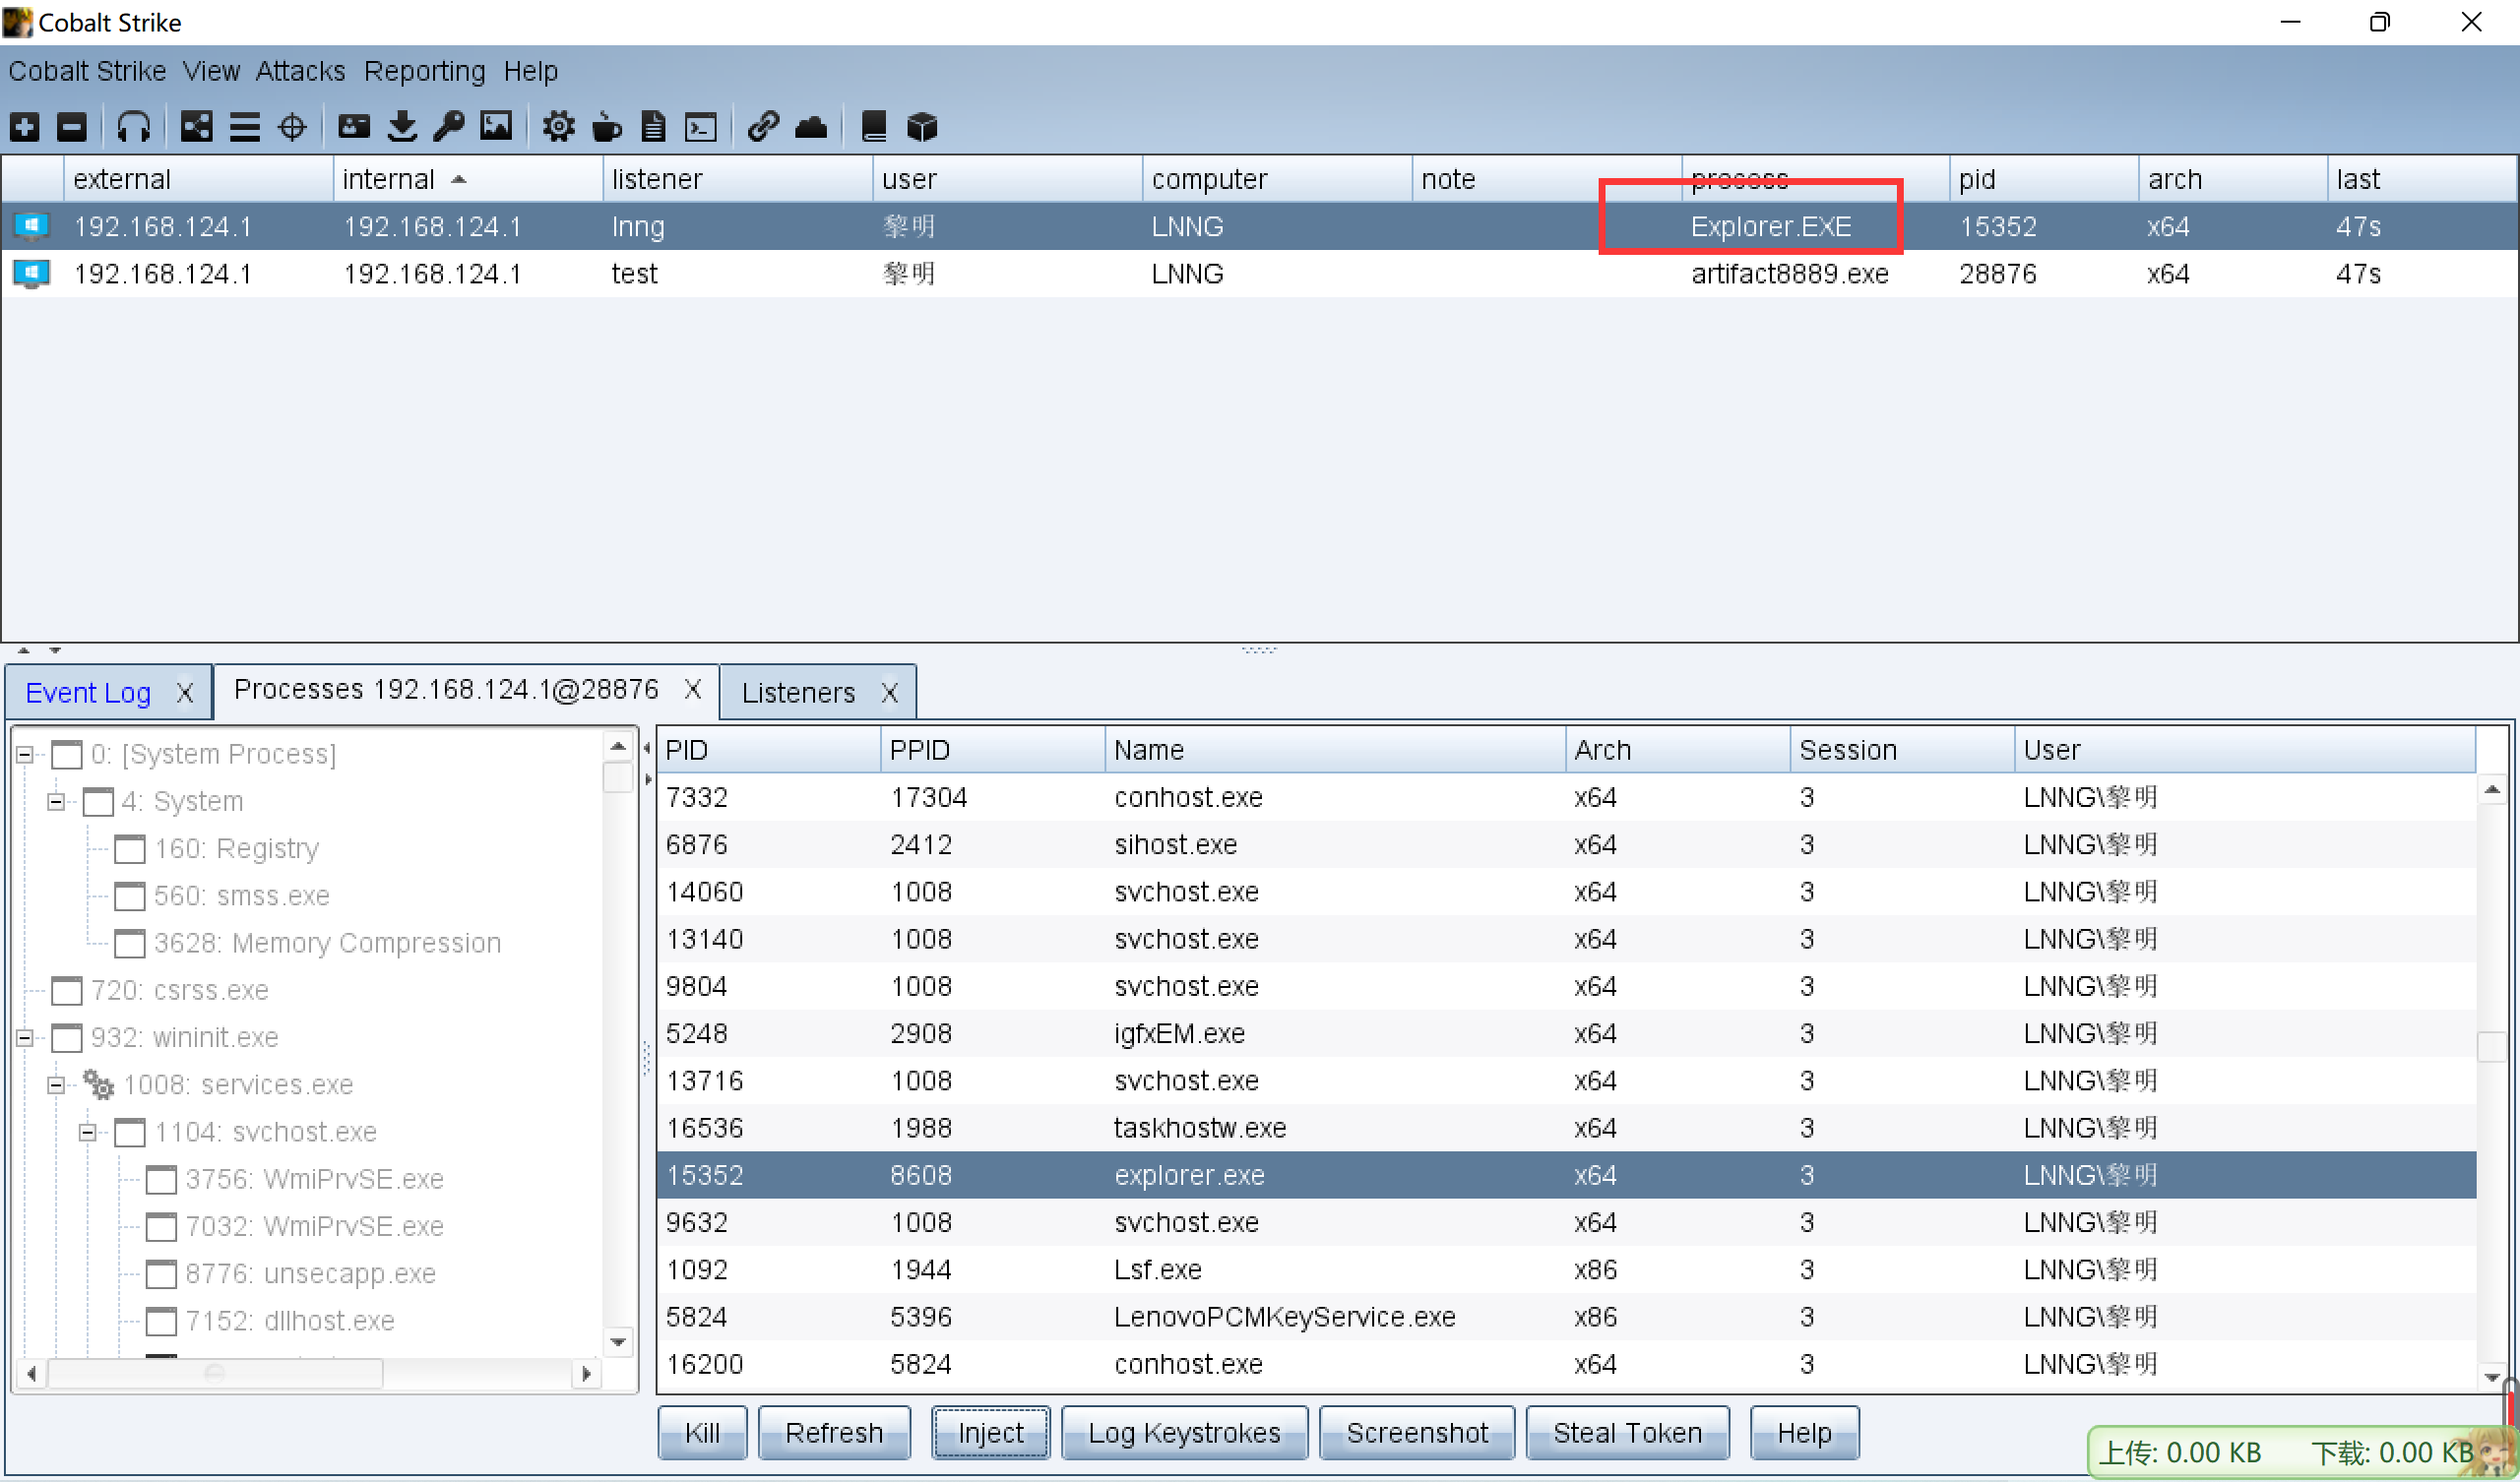 Cobalt Strike
Cobalt Strike View Attacks Reporting Help
external internal listener user computer note process pid arch last
192.168.124.1 192.168.124.1 lnng 黎明 LNNG Explorer.EXE 15352 x64 47s
192.168.124.1 192.168.124.1 test 黎明 LNNG artifact8889.exe 28876 x64 47s
Event Log X Processes 192.168.124.1@28876 X Listeners X
0: [System Process]
4: System
160: Registry
560: smss.exe
3628: Memory Compression
720: csrss.exe
932: wininit.exe
1008: services.exe
1104: svchost.exe
3756: WmiPrvSE.exe
7032: WmiPrvSE.exe
8776: unsecapp.exe
7152: dllhost.exe
PID PPID Name Arch Session User
7332 17304 conhost.exe x64 3 LNNG\黎明
6876 2412 sihost.exe x64 3 LNNG\黎明
14060 1008 svchost.exe x64 3 LNNG\黎明
13140 1008 svchost.exe x64 3 LNNG\黎明
9804 1008 svchost.exe x64 3 LNNG\黎明
5248 2908 igfxEM.exe x64 3 LNNG\黎明
13716 1008 svchost.exe x64 3 LNNG\黎明
16536 1988 taskhostw.exe x64 3 LNNG\黎明
15352 8608 explorer.exe x64 3 LNNG\黎明
9632 1008 svchost.exe x64 3 LNNG\黎明
1092 1944 Lsf.exe x86 3 LNNG\黎明
5824 5396 LenovoPCMKeyService.exe x86 3 LNNG\黎明
16200 5824 conhost.exe x64 3 LNNG\黎明
Kill Refresh Inject Log Keystrokes Screenshot Steal Token Help
上传: 0.00 KB 下载: 0.00 KB